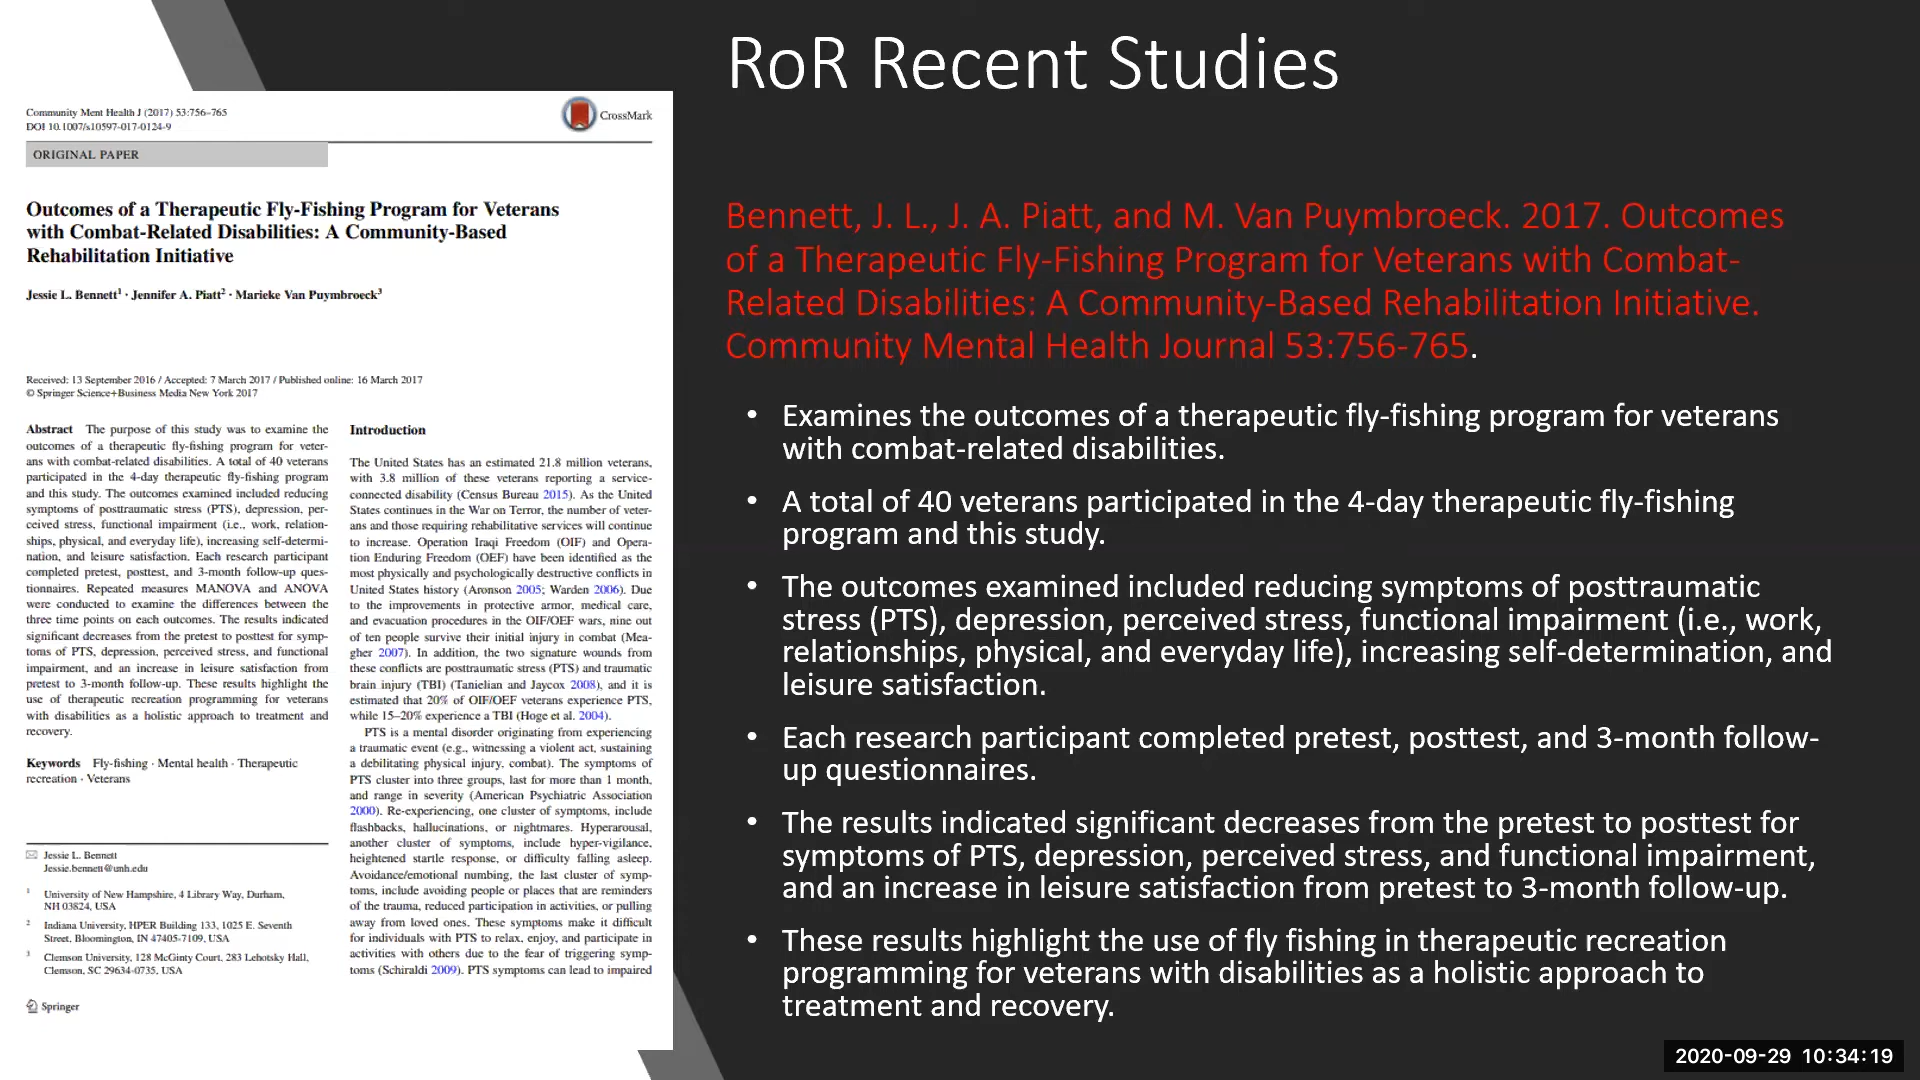 RoR Recent Studies
Community Ment Health J (2017) 53:756–765
DOI 10.1007/s10597-017-0124-9
CrossMark
ORIGINAL PAPER
Outcomes of a Therapeutic Fly-Fishing Program for Veterans
with Combat-Related Disabilities: A Community-Based
Rehabilitation Initiative
Jessie L. Bennett1 · Jennifer A. Piatt2 · Marieke Van Puymbroeck3
Received: 13 September 2016 / Accepted: 7 March 2017 / Published online: 16 March 2017
© Springer Science+Business Media New York 2017
Abstract The purpose of this study was to examine the
outcomes of a therapeutic fly-fishing program for veter-
ans with combat-related disabilities. A total of 40 veterans
participated in the 4-day therapeutic fly-fishing program
and this study. The outcomes examined included reducing
symptoms of posttraumatic stress (PTS), depression, per-
ceived stress, functional impairment (i.e., work, relation-
ships, physical, and everyday life), increasing self-determi-
nation, and leisure satisfaction. Each research participant
completed pretest, posttest, and 3-month follow-up ques-
tionnaires. Repeated measures MANOVA and ANOVA
were conducted to examine the differences between the
three time points on each outcomes. The results indicated
significant decreases from the pretest to posttest for symp-
toms of PTS, depression, perceived stress, and functional
impairment, and an increase in leisure satisfaction from
pretest to 3-month follow-up. These results highlight the
use of therapeutic recreation programming for veterans
with disabilities as a holistic approach to treatment and
recovery.
Keywords Fly-fishing · Mental health · Therapeutic
recreation · Veterans
Jessie L. Bennett
Jessie.bennett@unh.edu
1 University of New Hampshire, 4 Library Way, Durham,
NH 03824, USA
2 Indiana University, HPER Building 133, 1025 E. Seventh
Street, Bloomington, IN 47405-7109, USA
3 Clemson University, 128 McGinty Court, 283 Lehotsky Hall,
Clemson, SC 29634-0735, USA
Springer
Introduction
The United States has an estimated 21.8 million veterans,
with 3.8 million of these veterans reporting a service-
connected disability (Census Bureau 2015). As the United
States continues in the War on Terror, the number of veter-
ans and those requiring rehabilitative services will continue
to increase. Operation Iraqi Freedom (OIF) and Opera-
tion Enduring Freedom (OEF) have been identified as the
most physically and psychologically destructive conflicts in
United States history (Aronson 2005; Warden 2006). Due
to the improvements in protective armor, medical care,
and evacuation procedures in the OIF/OEF wars, nine out
of ten people survive their initial injury in combat (Mea-
gher 2007). In addition, the two signature wounds from
these conflicts are posttraumatic stress (PTS) and traumatic
brain injury (TBI) (Tanielian and Jaycox 2008), and it is
estimated that 20% of OIF/OEF veterans experience PTS,
while 15–20% experience a TBI (Hoge et al. 2004).
PTS is a mental disorder originating from experiencing
a traumatic event (e.g., witnessing a violent act, sustaining
a debilitating physical injury, combat). The symptoms of
PTS cluster into three groups, last for more than 1 month,
and range in severity (American Psychiatric Association
2000). Re-experiencing, one cluster of symptoms, include
flashbacks, hallucinations, or nightmares. Hyperarousal,
another cluster of symptoms, include hyper-vigilance,
heightened startle response, or difficulty falling asleep.
Avoidance/emotional numbing, the last cluster of symp-
toms, include avoiding people or places that are reminders
of the trauma, reduced participation in activities, or pulling
away from loved ones. These symptoms make it difficult
for individuals with PTS to relax, enjoy, and participate in
activities with others due to the fear of triggering symp-
toms (Schiraldi 2009). PTS symptoms can lead to impaired
Bennett, J. L., J. A. Piatt, and M. Van Puymbroeck. 2017. Outcomes
of a Therapeutic Fly-Fishing Program for Veterans with Combat-
Related Disabilities: A Community-Based Rehabilitation Initiative.
Community Mental Health Journal 53:756-765.
• Examines the outcomes of a therapeutic fly-fishing program for veterans
with combat-related disabilities.
• A total of 40 veterans participated in the 4-day therapeutic fly-fishing
program and this study.
• The outcomes examined included reducing symptoms of posttraumatic
stress (PTS), depression, perceived stress, functional impairment (i.e., work,
relationships, physical, and everyday life), increasing self-determination, and
leisure satisfaction.
• Each research participant completed pretest, posttest, and 3-month follow-
up questionnaires.
• The results indicated significant decreases from the pretest to posttest for
symptoms of PTS, depression, perceived stress, and functional impairment,
and an increase in leisure satisfaction from pretest to 3-month follow-up.
• These results highlight the use of fly fishing in therapeutic recreation
programming for veterans with disabilities as a holistic approach to
treatment and recovery.
2020-09-29 10:34:19